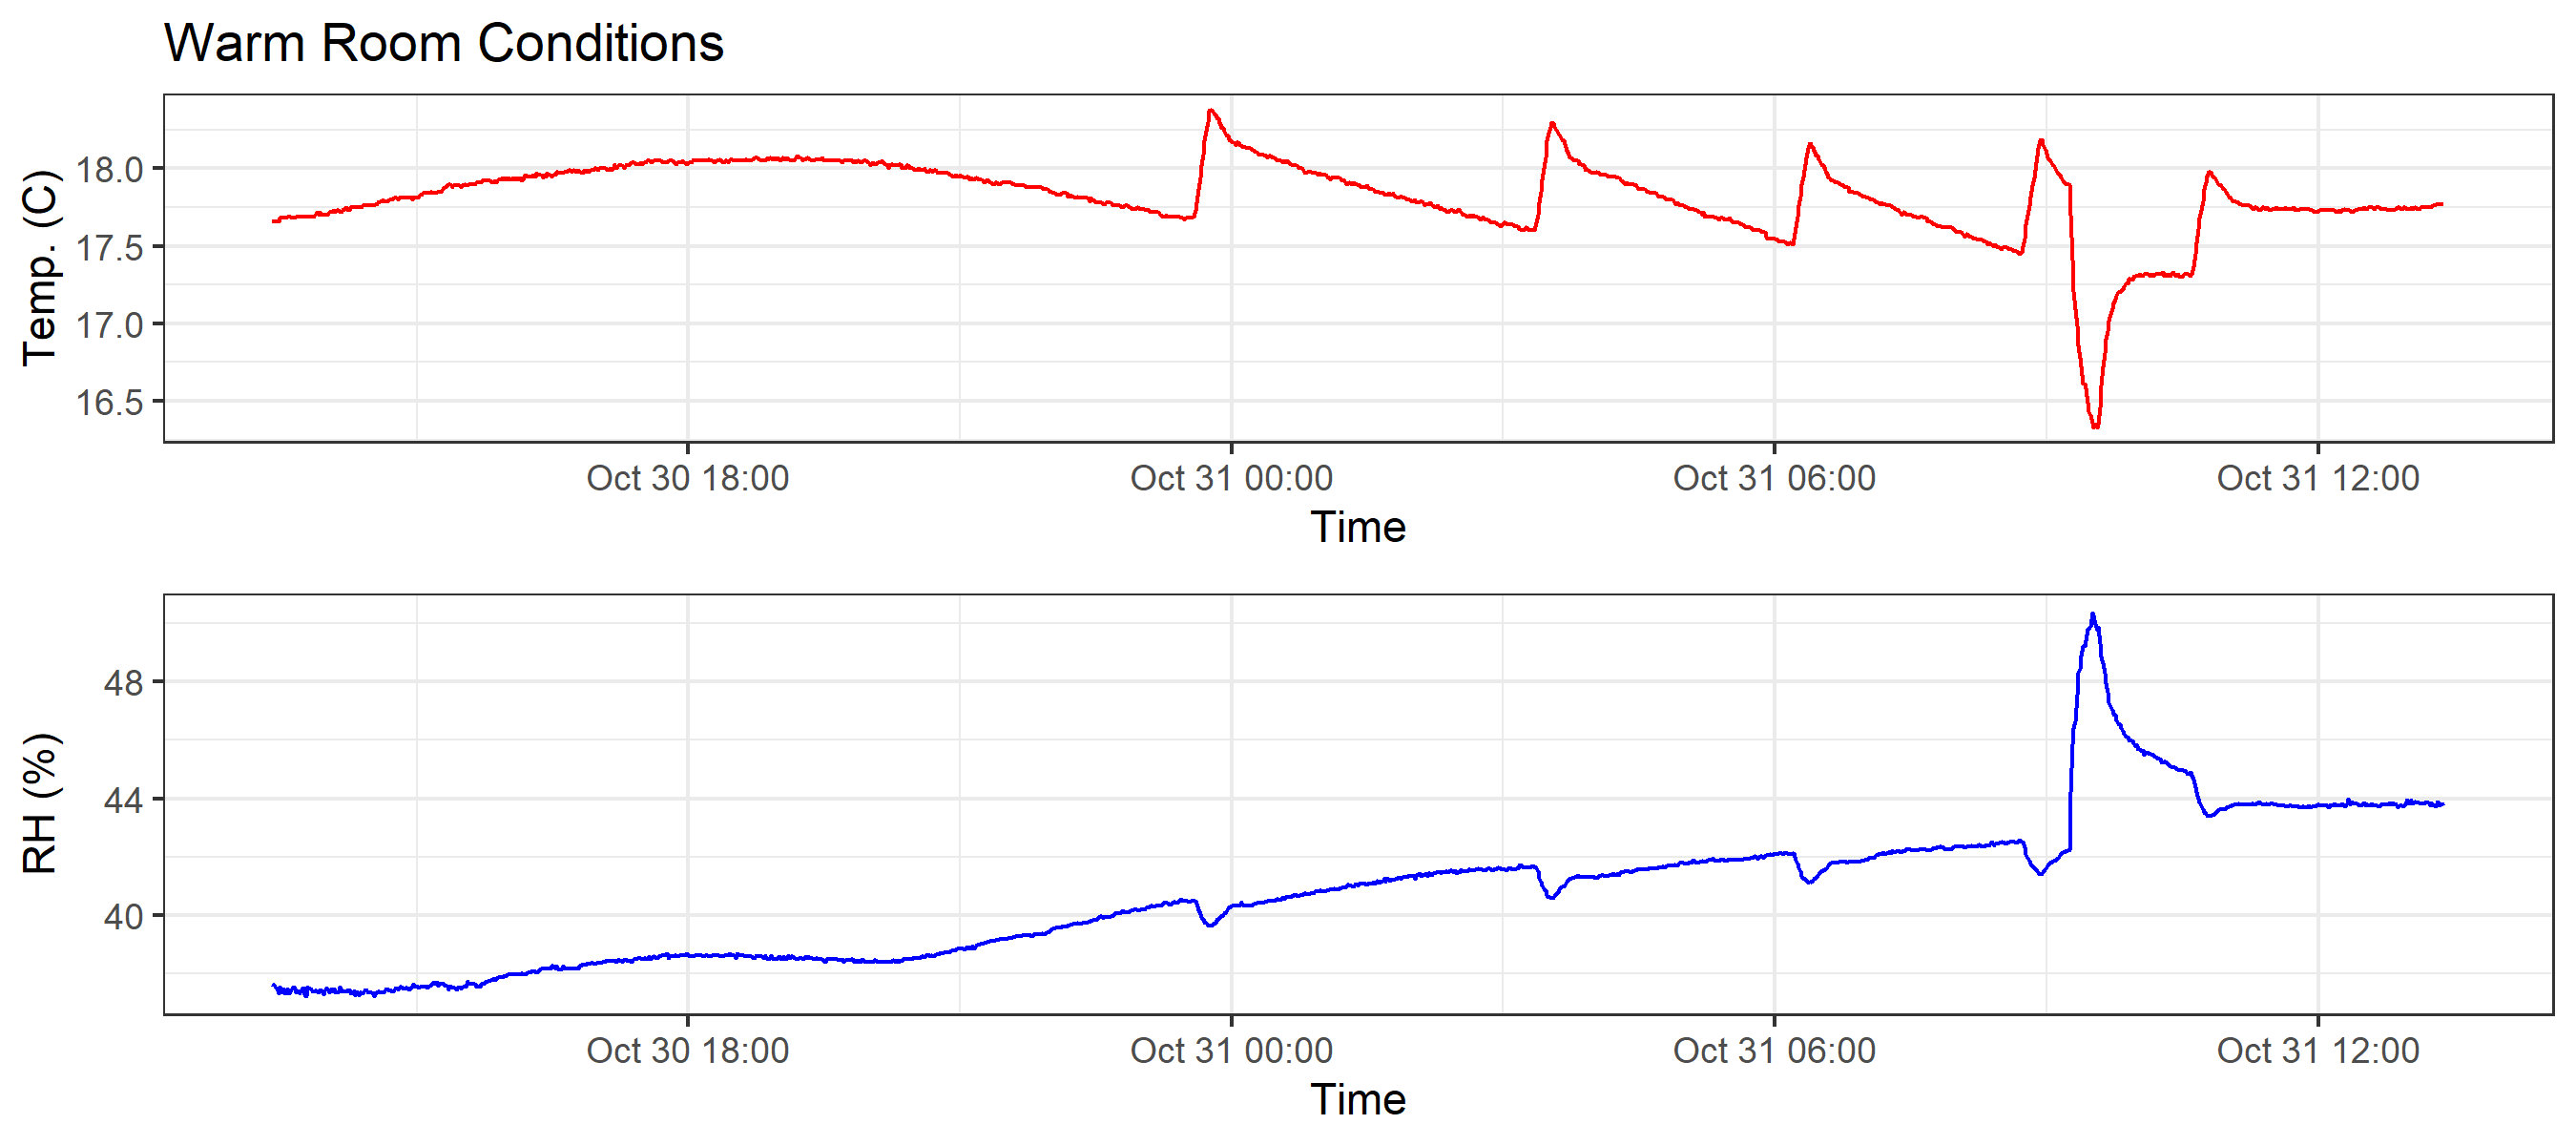 Warm Room Conditions
Temp. (C)
18.0
17.5
17.0
16.5
Oct 30 18:00 Oct 31 00:00 Oct 31 06:00 Oct 31 12:00
Time
RH (%)
48
44
40
Oct 30 18:00 Oct 31 00:00 Oct 31 06:00 Oct 31 12:00
Time